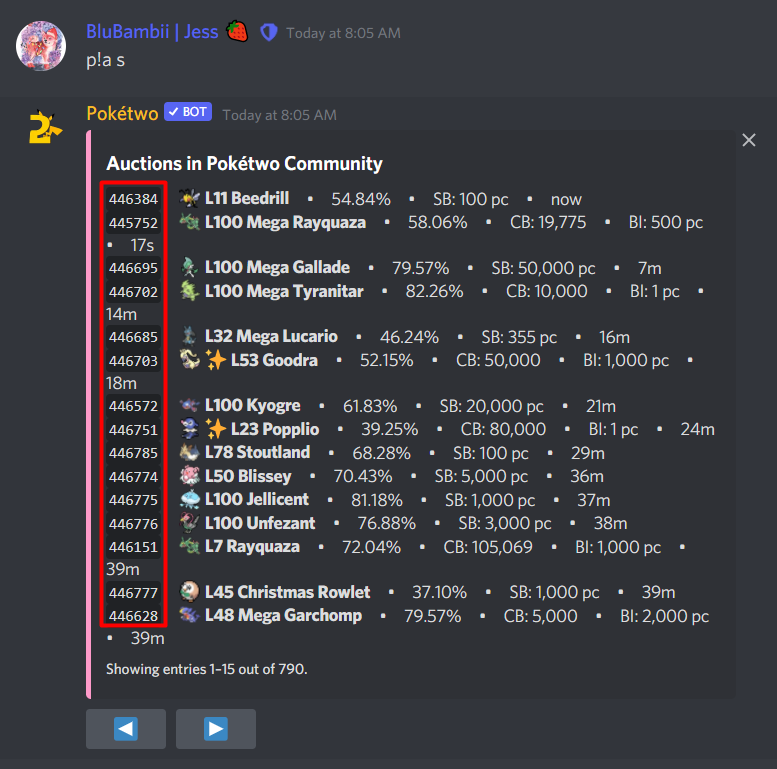 BluBambii | Jess 🍓 Today at 8:05 AM
p!a s
Pokétwo ✓ BOT Today at 8:05 AM
Auctions in Pokétwo Community
446384 L11 Beedrill • 54.84% • SB: 100 pc • now
445752 L100 Mega Rayquaza • 58.06% • CB: 19,775 • BI: 500 pc
• 17s
446695 L100 Mega Gallade • 79.57% • SB: 50,000 pc • 7m
446702 L100 Mega Tyranitar • 82.26% • CB: 10,000 • BI: 1 pc •
14m
446685 L32 Mega Lucario • 46.24% • SB: 355 pc • 16m
446703 ✨ L53 Goodra • 52.15% • CB: 50,000 • BI: 1,000 pc •
18m
446572 L100 Kyogre • 61.83% • SB: 20,000 pc • 21m
446751 ✨ L23 Popplio • 39.25% • CB: 80,000 • BI: 1 pc • 24m
446785 L78 Stoutland • 68.28% • SB: 100 pc • 29m
446774 L50 Blissey • 70.43% • SB: 5,000 pc • 36m
446775 L100 Jellicent • 81.18% • SB: 1,000 pc • 37m
446776 L100 Unfezant • 76.88% • SB: 3,000 pc • 38m
446151 L7 Rayquaza • 72.04% • CB: 105,069 • BI: 1,000 pc •
39m
446777 L45 Christmas Rowlet • 37.10% • SB: 1,000 pc • 39m
446628 L48 Mega Garchomp • 79.57% • CB: 5,000 • BI: 2,000 pc
• 39m
Showing entries 1–15 out of 790.